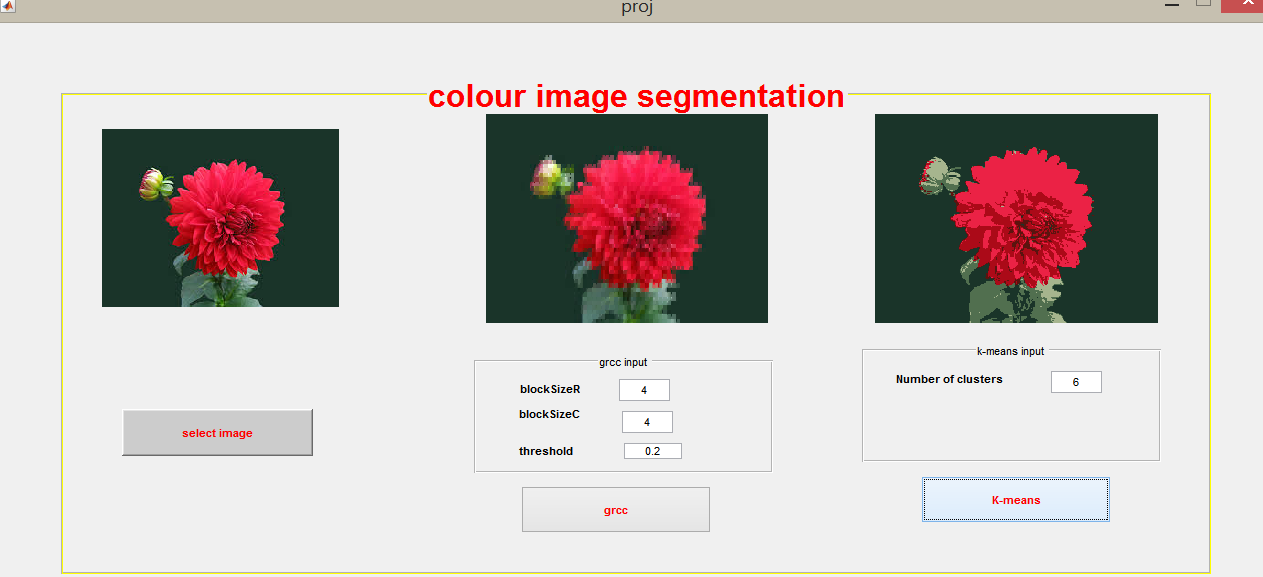 proj
colour image segmentation
grcc input
blockSizeR 4
blockSizeC 4
threshold 0.2
grcc
k-means input
Number of clusters 6
K-means
select image